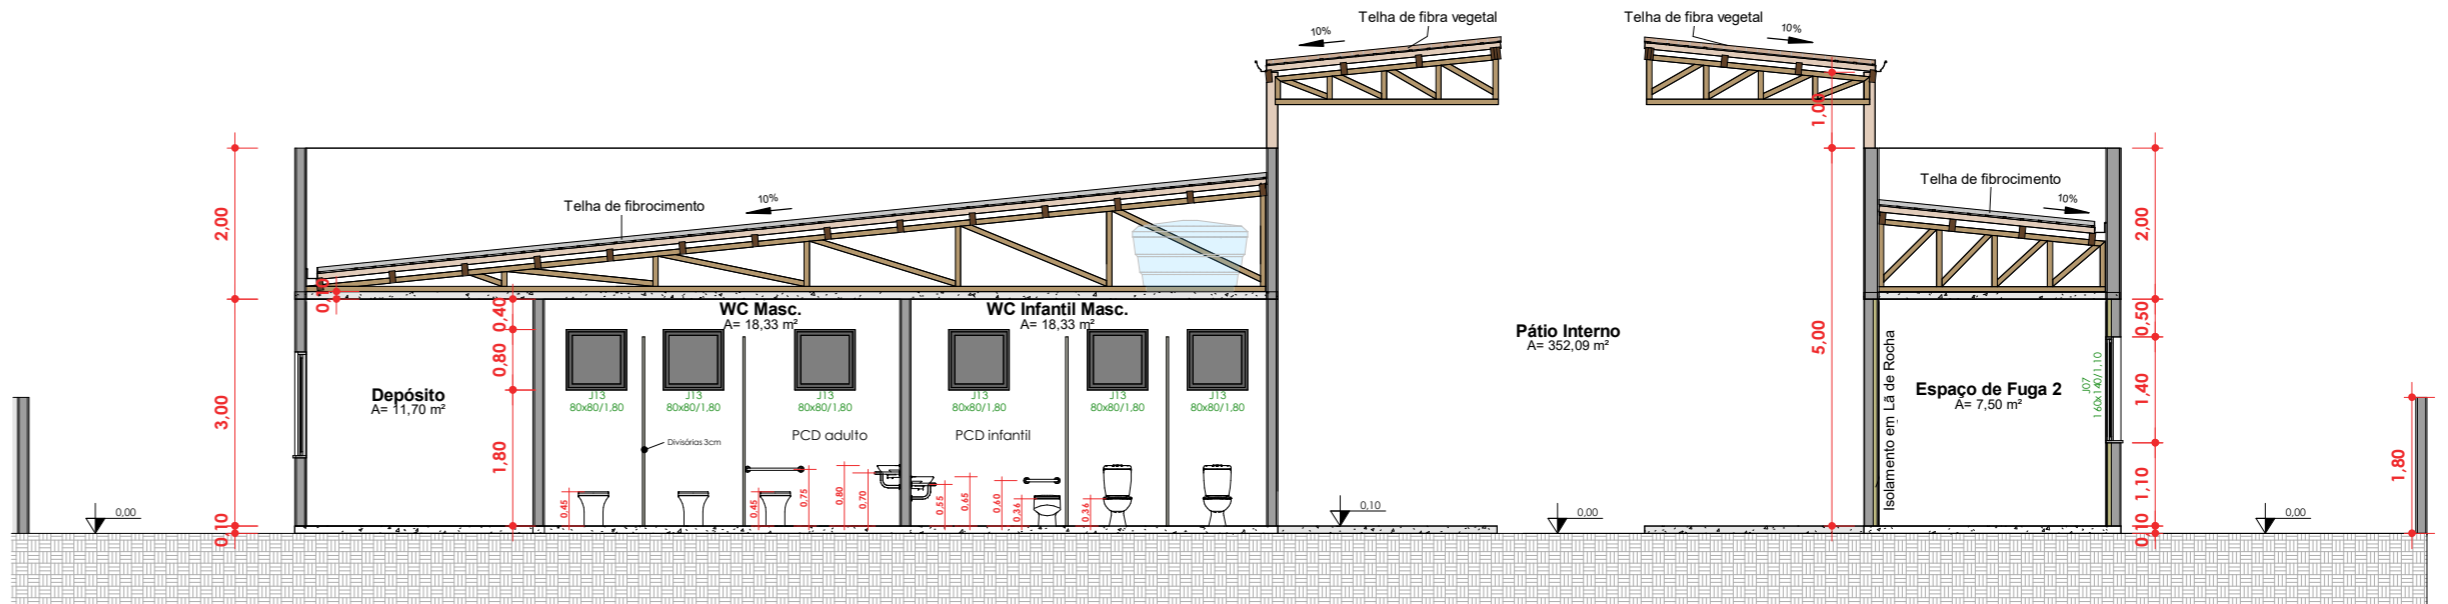 Telha de fibra vegetal
10%
Telha de fibra vegetal
10%
1,00
2,00
Telha de fibrocimento
10%
Telha de fibrocimento
10%
2,00
0,40
WC Masc.
A= 18,33 m²
WC Infantil Masc.
A= 18,33 m²
Pátio Interno
A= 352,09 m²
5,00
0,50
0,80
Depósito
A= 11,70 m²
J13
80x80/1,80
J13
80x80/1,80
J13
80x80/1,80
J13
80x80/1,80
J13
80x80/1,80
J13
80x80/1,80
Isolamento em Lã de Rocha
Espaço de Fuga 2
A= 7,50 m²
J07
160x140/1,10
1,40
3,00
1,80
Divisórias 3cm
PCD adulto
PCD infantil
0,45
0,45
0,75
0,80
0,70
0,55
0,65
0,60
0,36
0,36
1,10
1,80
0,00
0,10
0,10
0,00
0,10
0,00